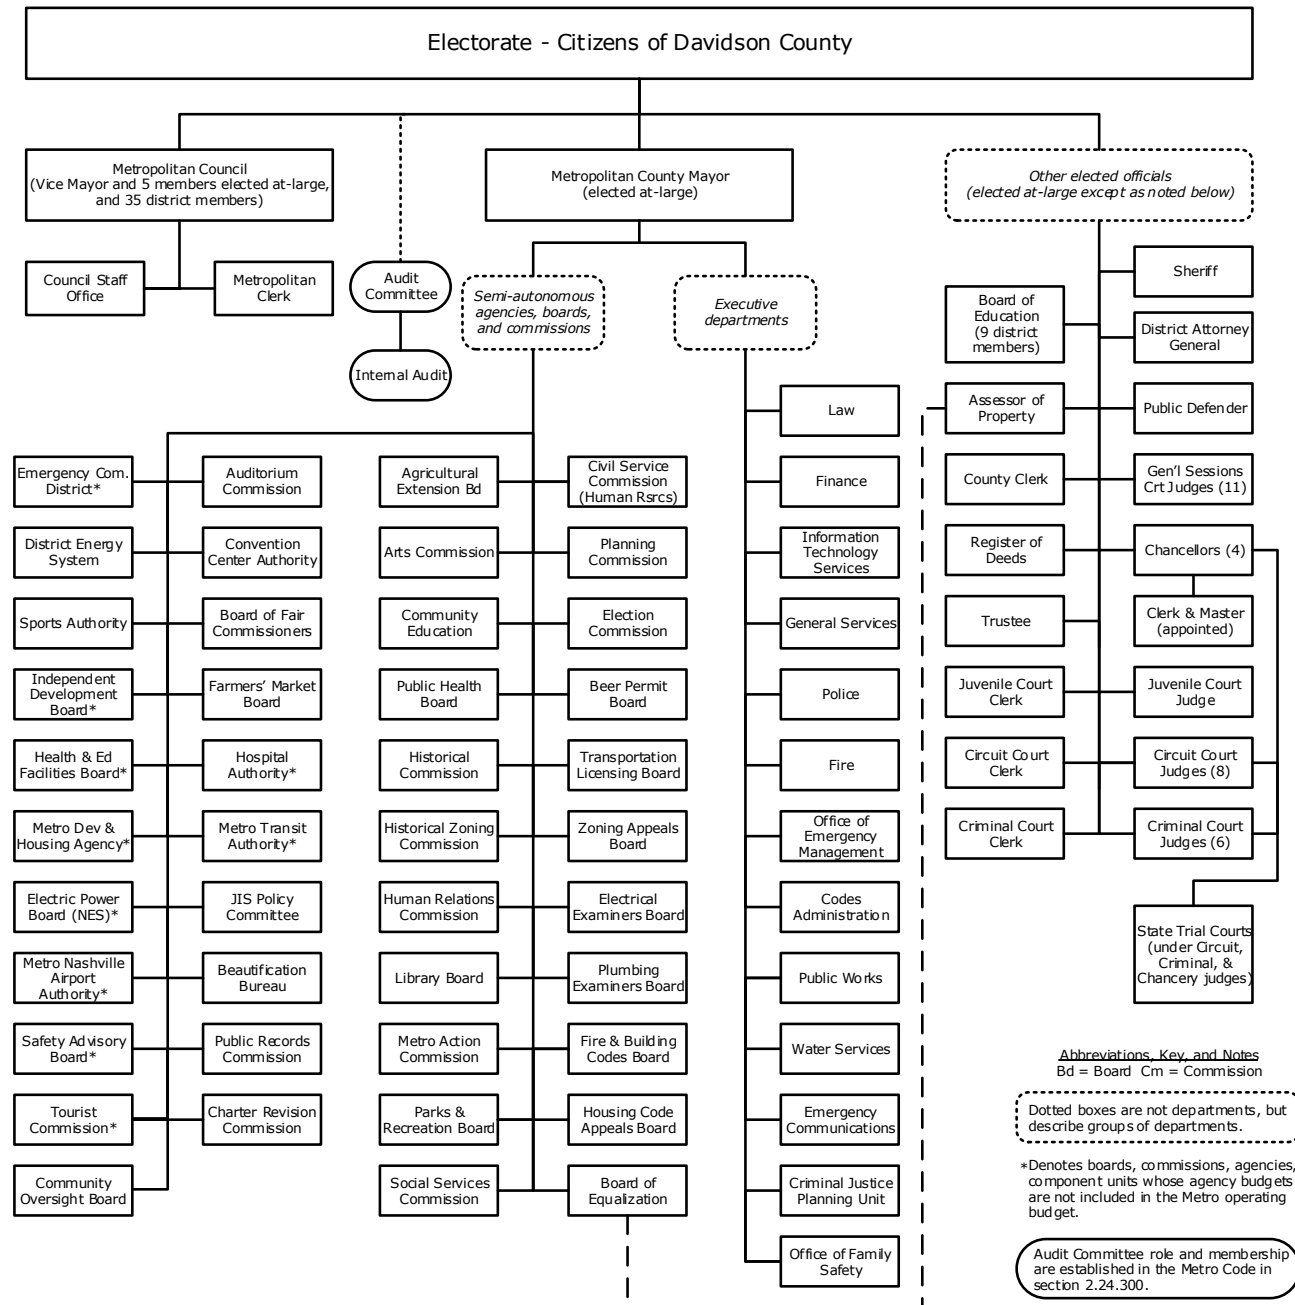 Electorate - Citizens of Davidson County
Metropolitan Council
(Vice Mayor and 5 members elected at-large,
and 35 district members)
Metropolitan County Mayor
(elected at-large)
Other elected officials
(elected at-large except as noted below)
Council Staff
Office
Metropolitan
Clerk
Audit
Committee
Internal Audit
Semi-autonomous
agencies, boards,
and commissions
Executive
departments
Emergency Com.
District*
Auditorium
Commission
District Energy
System
Convention
Center Authority
Sports Authority
Board of Fair
Commissioners
Independent
Development
Board*
Farmers' Market
Board
Health & Ed
Facilities Board*
Hospital
Authority*
Metro Dev &
Housing Agency*
Metro Transit
Authority*
Electric Power
Board (NES)*
JIS Policy
Committee
Metro Nashville
Airport
Authority*
Beautification
Bureau
Safety Advisory
Board*
Public Records
Commission
Tourist
Commission*
Charter Revision
Commission
Community
Oversight Board
Agricultural
Extension Bd
Civil Service
Commission
(Human Rsrcs)
Arts Commission
Planning
Commission
Community
Education
Election
Commission
Public Health
Board
Beer Permit
Board
Historical
Commission
Transportation
Licensing Board
Historical Zoning
Commission
Zoning Appeals
Board
Human Relations
Commission
Electrical
Examiners Board
Library Board
Plumbing
Examiners Board
Metro Action
Commission
Fire & Building
Codes Board
Parks &
Recreation Board
Housing Code
Appeals Board
Social Services
Commission
Board of
Equalization
Law
Finance
Information
Technology
Services
General Services
Police
Fire
Office of
Emergency
Management
Codes
Administration
Public Works
Water Services
Emergency
Communications
Criminal Justice
Planning Unit
Office of Family
Safety
Sheriff
Board of
Education
(9 district
members)
District Attorney
General
Assessor of
Property
Public Defender
County Clerk
Gen'l Sessions
Crt Judges (11)
Register of
Deeds
Chancellors (4)
Trustee
Clerk & Master
(appointed)
Juvenile Court
Clerk
Juvenile Court
Judge
Circuit Court
Clerk
Circuit Court
Judges (8)
Criminal Court
Clerk
Criminal Court
Judges (6)
State Trial Courts
(under Circuit,
Criminal, &
Chancery judges)
Abbreviations, Key, and Notes
Bd = Board Cm = Commission
Dotted boxes are not departments, but
describe groups of departments.
*Denotes boards, commissions, agencies,
component units whose agency budgets
are not included in the Metro operating
budget.
Audit Committee role and membership
are established in the Metro Code in
section 2.24.300.